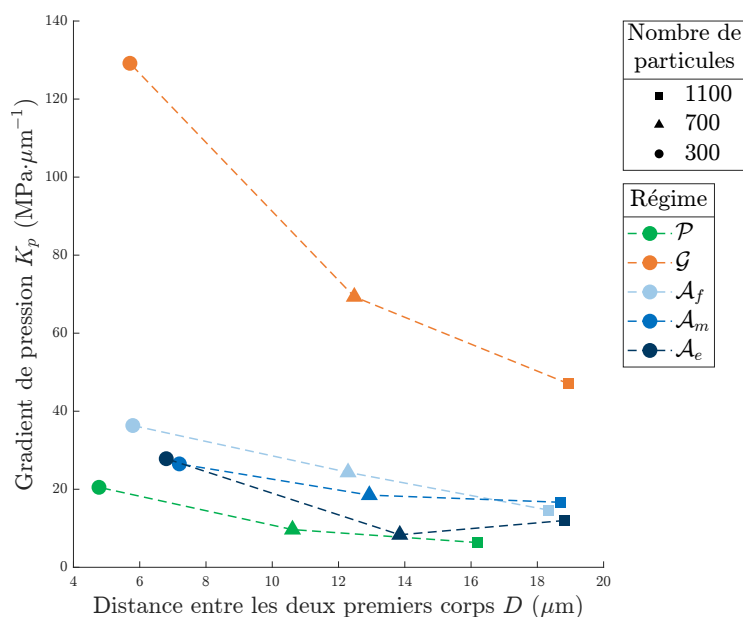 140
120
100
80
60
40
20
0
4
6
8
10
12
14
16
18
20
Gradient de pression Kₚ (MPa·μm⁻¹)
Distance entre les deux premiers corps D (μm)
Nombre de
particules
1100
700
300
Régime
𝒫
𝒢
𝒜_f
𝒜_m
𝒜_e